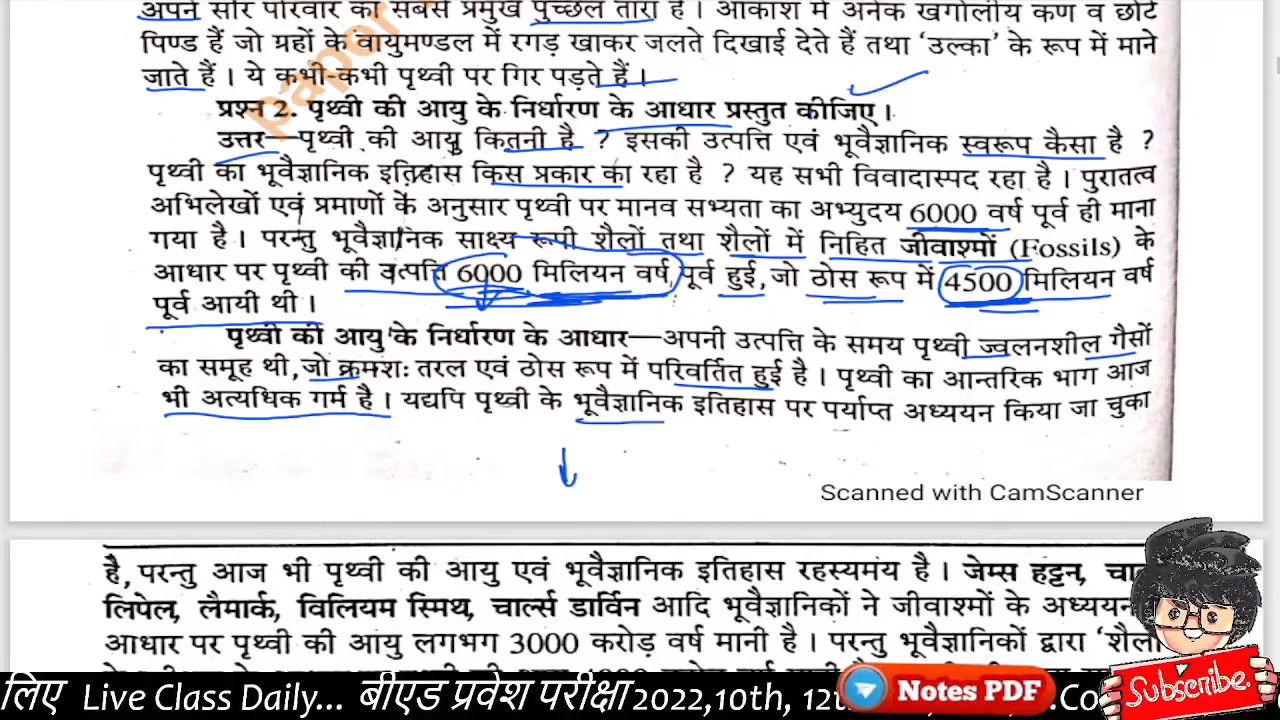 अपने सौर परिवार का सबसे प्रमुख पुच्छल तारा है। आकाश में अनेक खगोलीय कण व छोटे
पिण्ड हैं जो ग्रहों के वायुमण्डल में रगड़ खाकर जलते दिखाई देते हैं तथा ‘उल्का’ के रूप में माने
जाते हैं। ये कभी-कभी पृथ्वी पर गिर पड़ते हैं।
प्रश्न 2. पृथ्वी की आयु के निर्धारण के आधार प्रस्तुत कीजिए।
उत्तर—पृथ्वी की आयु कितनी है ? इसकी उत्पत्ति एवं भूवैज्ञानिक स्वरूप कैसा है ?
पृथ्वी का भूवैज्ञानिक इतिहास किस प्रकार का रहा है ? यह सभी विवादास्पद रहा है। पुरातत्व
अभिलेखों एवं प्रमाणों के अनुसार पृथ्वी पर मानव सभ्यता का अभ्युदय 6000 वर्ष पूर्व ही माना
गया है। परन्तु भूवैज्ञानिक साक्ष्य रूपी शैलों तथा शैलों में निहित जीवाश्मों (Fossils) के
आधार पर पृथ्वी की उत्पत्ति 6000 मिलियन वर्ष पूर्व हुई, जो ठोस रूप में 4500 मिलियन वर्ष
पूर्व आयी थी।
पृथ्वी की आयु के निर्धारण के आधार—अपनी उत्पत्ति के समय पृथ्वी ज्वलनशील गैसों
का समूह थी, जो क्रमशः तरल एवं ठोस रूप में परिवर्तित हुई है। पृथ्वी का आन्तरिक भाग आज
भी अत्यधिक गर्म है। यद्यपि पृथ्वी के भूवैज्ञानिक इतिहास पर पर्याप्त अध्ययन किया जा चुका
Scanned with CamScanner
है, परन्तु आज भी पृथ्वी की आयु एवं भूवैज्ञानिक इतिहास रहस्यमय है। जेम्स हट्टन,
लिपेल, लैमार्क, विलियम स्मिथ, चार्ल्स डार्विन आदि भूवैज्ञानिकों ने जीवाश्मों के अध्ययन
आधार पर पृथ्वी की आयु लगभग 3000 करोड़ वर्ष मानी है। परन्तु भूवैज्ञानिकों द्वारा ‘शैलों
लिए Live Class Daily... बीएड प्रवेश परीक्षा 2022,10th, 12th
Notes PDF
Subscribe.